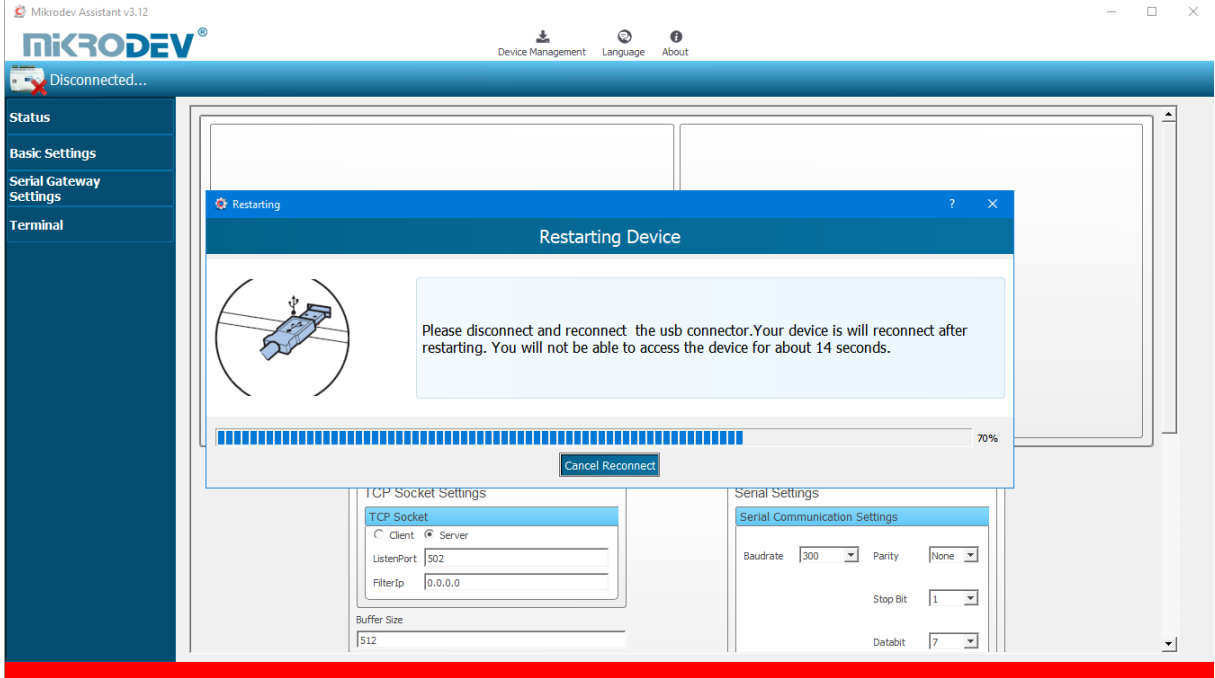 Mikrodev Assistant v3.12
MiKRODEV®
Device Management Language About
Disconnected...
Status
Basic Settings
Serial Gateway
Settings
Terminal
Restarting
Restarting Device
Please disconnect and reconnect the usb connector.Your device is will reconnect after
restarting. You will not be able to access the device for about 14 seconds.
70%
Cancel Reconnect
TCP Socket Settings
TCP Socket
Client Server
ListenPort 502
FilterIp 0.0.0.0
Buffer Size
512
Serial Settings
Serial Communication Settings
Baudrate 300 Parity None
Stop Bit 1
Databit 7